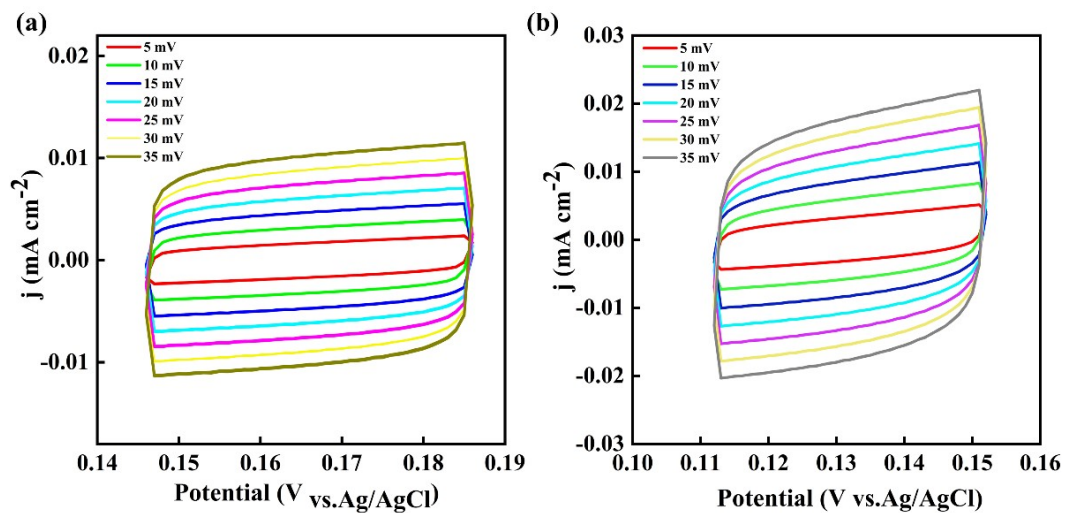 (a)
0.02
0.01
0.00
-0.01
j (mA cm-2)
5 mV
10 mV
15 mV
20 mV
25 mV
30 mV
35 mV
0.14
0.15
0.16
0.17
0.18
0.19
Potential (V vs.Ag/AgCl)
(b)
0.03
0.02
0.01
0.00
-0.01
-0.02
-0.03
j (mA cm-2)
5 mV
10 mV
15 mV
20 mV
25 mV
30 mV
35 mV
0.10
0.11
0.12
0.13
0.14
0.15
0.16
Potential (V vs.Ag/AgCl)